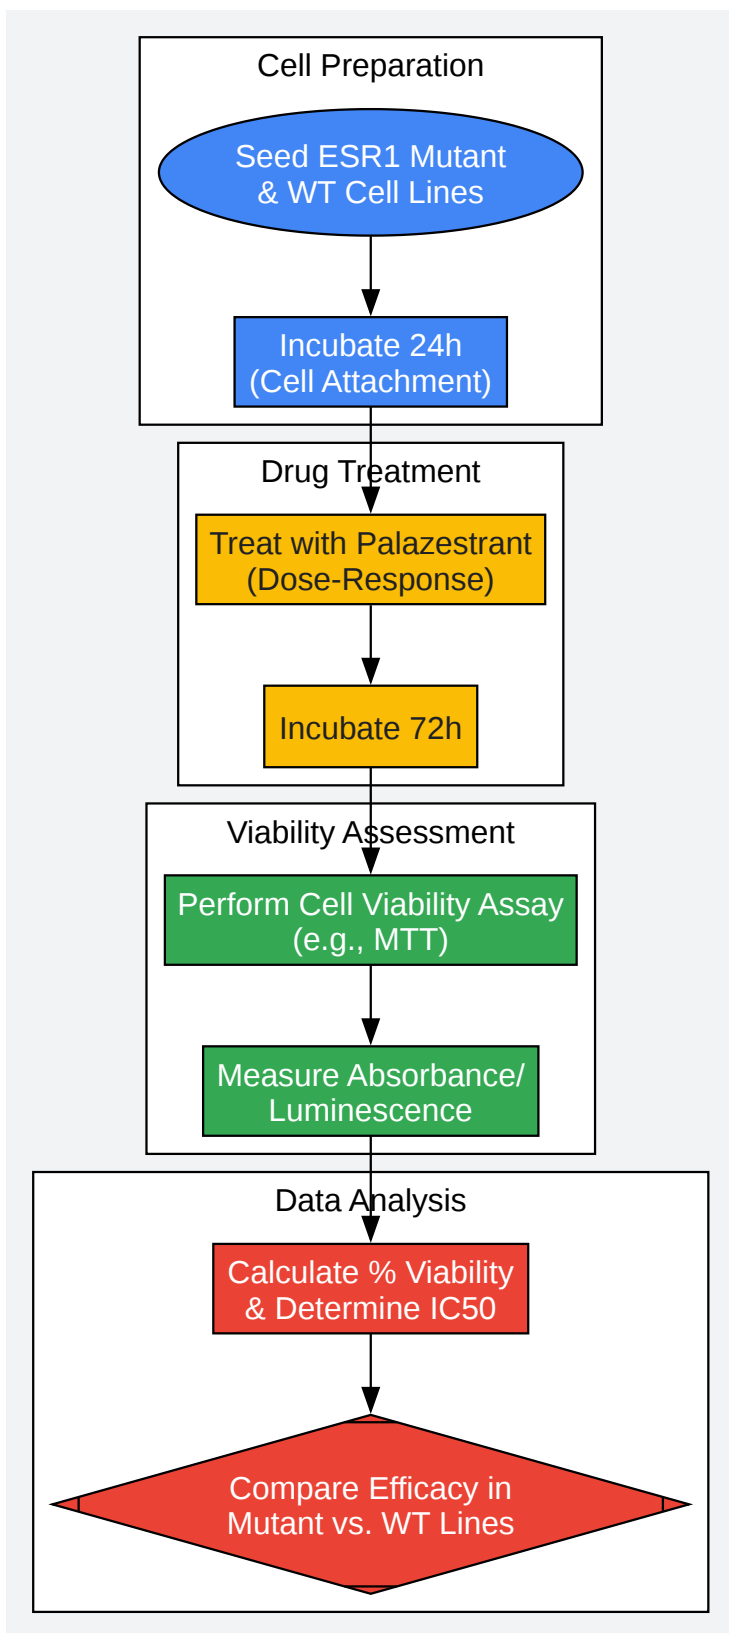 Cell Preparation
Seed ESR1 Mutant
& WT Cell Lines
Incubate 24h
(Cell Attachment)
Drug Treatment
Treat with Palazestrant
(Dose-Response)
Incubate 72h
Viability Assessment
Perform Cell Viability Assay
(e.g., MTT)
Measure Absorbance/
Luminescence
Data Analysis
Calculate % Viability
& Determine IC50
Compare Efficacy in
Mutant vs. WT Lines